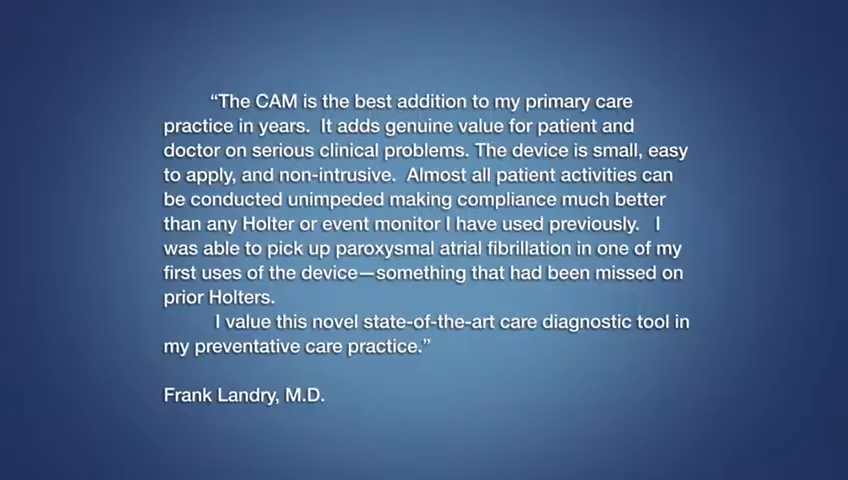 “The CAM is the best addition to my primary care
practice in years.  It adds genuine value for patient and
doctor on serious clinical problems. The device is small, easy
to apply, and non-intrusive.  Almost all patient activities can
be conducted unimpeded making compliance much better
than any Holter or event monitor I have used previously.   I
was able to pick up paroxysmal atrial fibrillation in one of my
first uses of the device—something that had been missed on
prior Holters.
I value this novel state-of-the-art care diagnostic tool in
my preventative care practice.”
Frank Landry, M.D.